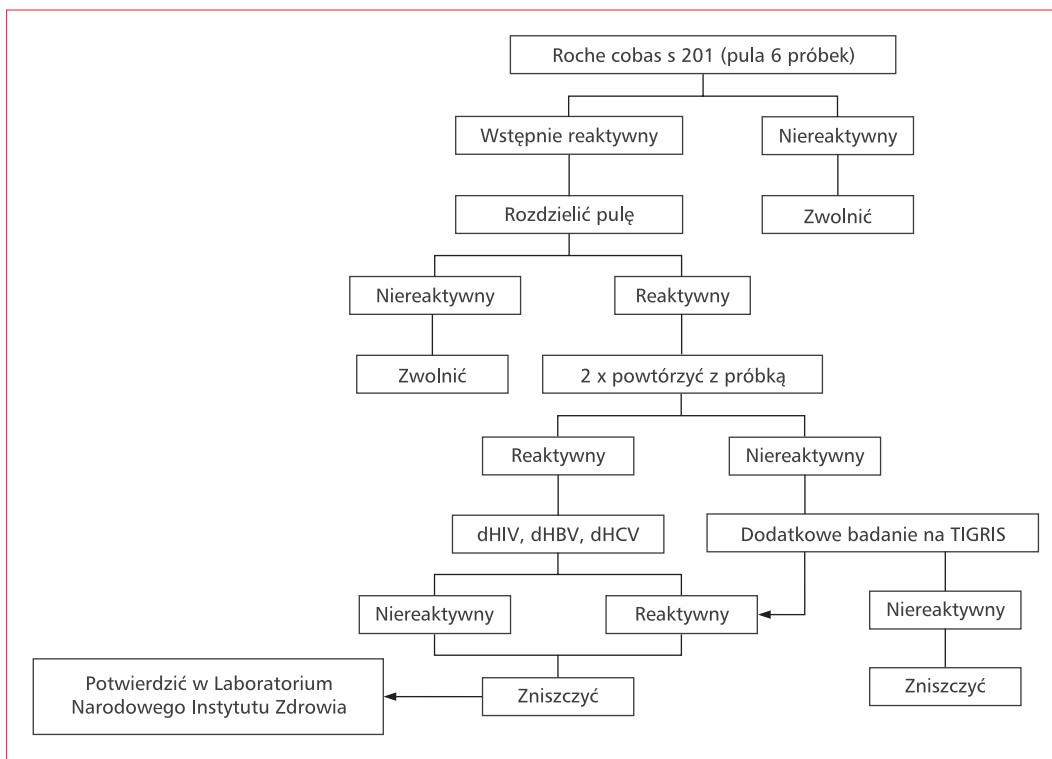 Roche cobas s 201 (pula 6 próbek)
Wstępnie reaktywny
Niereaktywny
Rozdzielić pulę
Zwolnić
Niereaktywny
Reaktywny
Zwolnić
2 x powtórzyć z próbką
Reaktywny
Niereaktywny
dHIV, dHBV, dHCV
Dodatkowe badanie na TIGRIS
Niereaktywny
Reaktywny
Niereaktywny
Potwierdzić w Laboratorium
Narodowego Instytutu Zdrowia
Zniszczyć
Zniszczyć